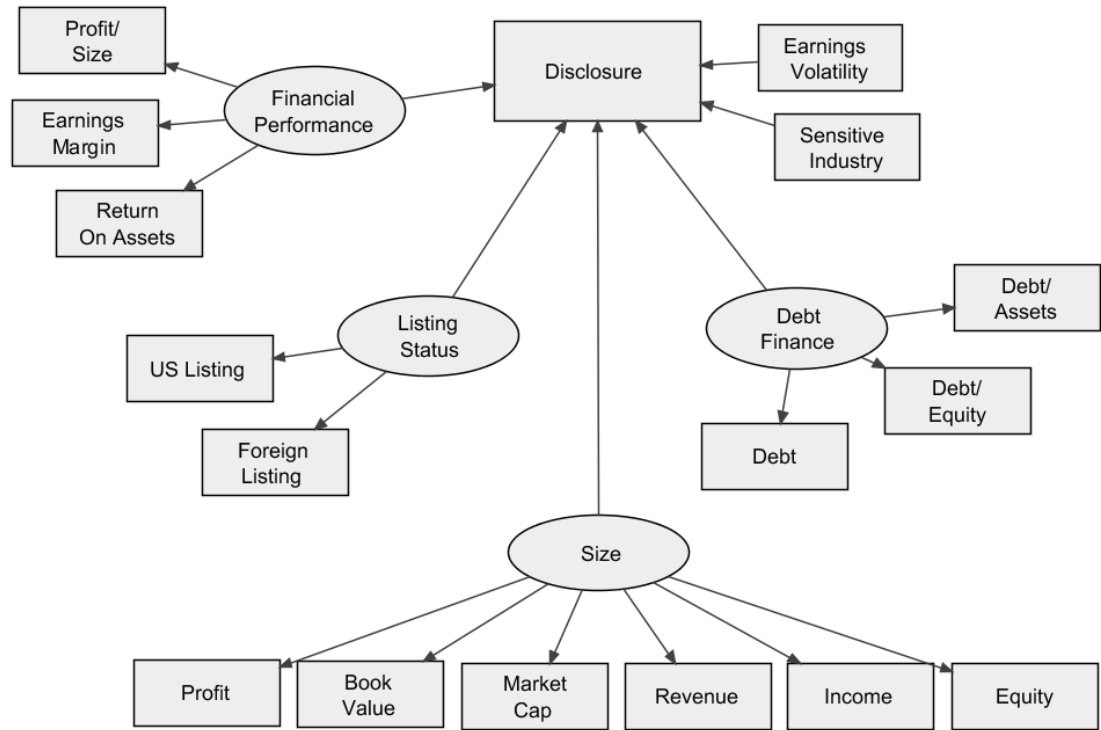 Profit/
Size
Disclosure
Earnings
Volatility
Financial
Performance
Earnings
Margin
Sensitive
Industry
Return
On Assets
Listing
Status
US Listing
Foreign
Listing
Debt
Finance
Debt/
Assets
Debt/
Equity
Debt
Size
Profit
Book
Value
Market
Cap
Revenue
Income
Equity